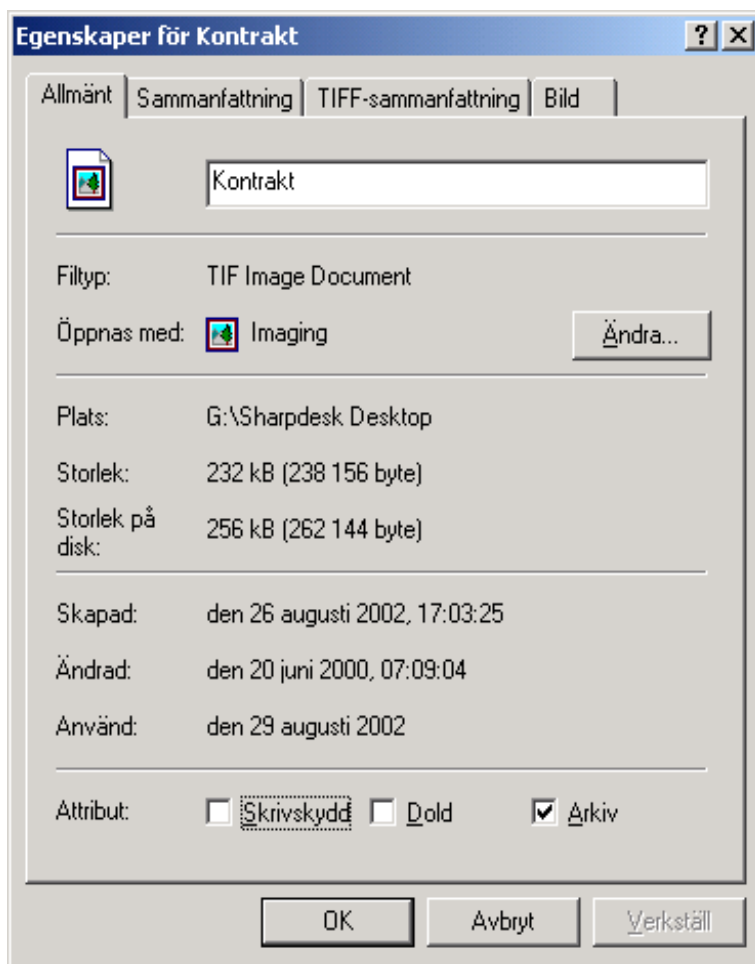 Egenskaper för Kontrakt
Allmänt Sammanfattning TIFF-sammanfattning Bild
Kontrakt
Filtyp: TIF Image Document
Öppnas med: Imaging Ändra...
Plats: G:\Sharpdesk Desktop
Storlek: 232 kB (238 156 byte)
Storlek på
disk: 256 kB (262 144 byte)
Skapad: den 26 augusti 2002, 17:03:25
Ändrad: den 20 juni 2000, 07:09:04
Använd: den 29 augusti 2002
Attribut: Skrivskydd Dold Arkiv
OK Avbryt Verkställ